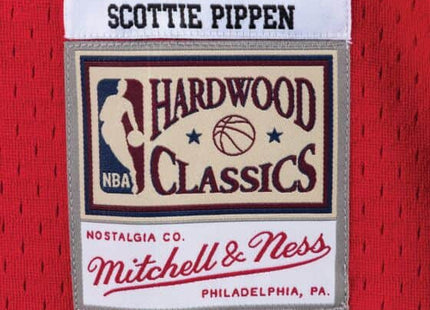 SCOTTIE PIPPEN
HARDWOOD
CLASSICS
NBA
NOSTALGIA CO.
Mitchell & Ness
PHILADELPHIA, PA.